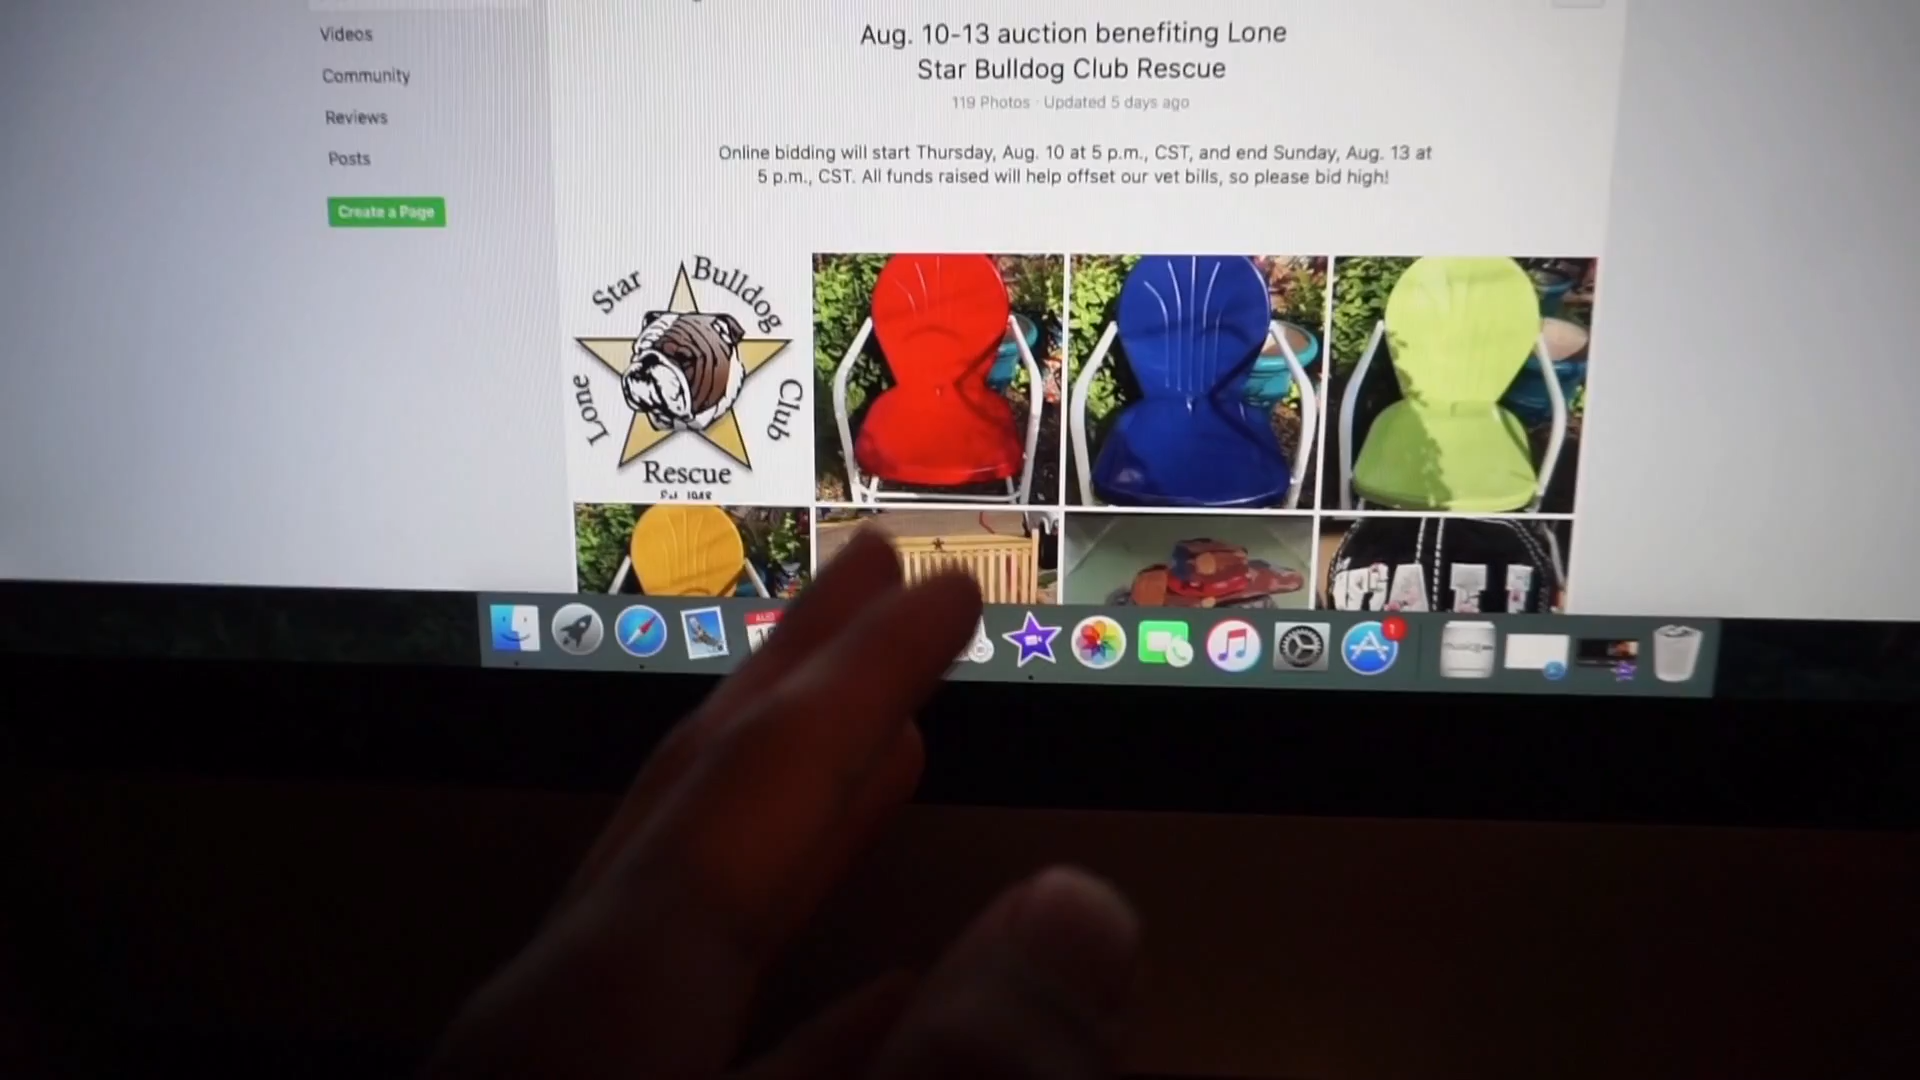 Videos
Community
Reviews
Posts
Create a Page
Aug. 10-13 auction benefiting Lone
Star Bulldog Club Rescue
119 Photos · Updated 5 days ago
Online bidding will start Thursday, Aug. 10 at 5 p.m., CST, and end Sunday, Aug. 13 at
5 p.m., CST. All funds raised will help offset our vet bills, so please bid high!
Lone Star Bulldog Club
Rescue
AUG
1